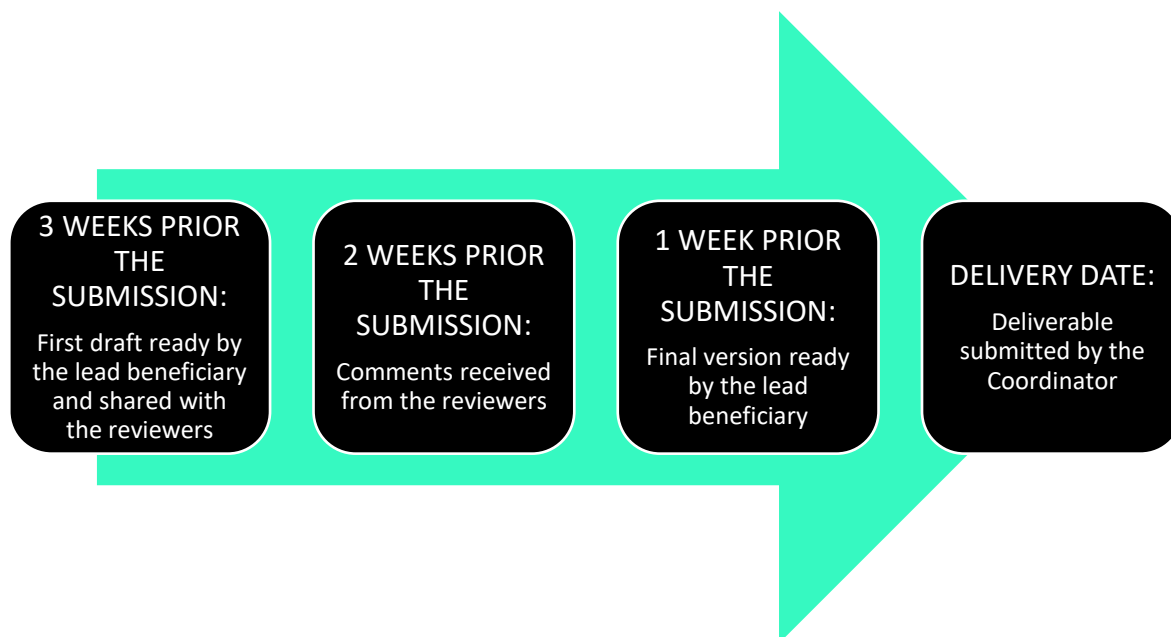 3 WEEKS PRIOR
THE
SUBMISSION:
First draft ready by
the lead beneficiary
and shared with
the reviewers
2 WEEKS PRIOR
THE
SUBMISSION:
Comments received
from the reviewers
1 WEEK PRIOR
THE
SUBMISSION:
Final version ready
by the lead
beneficiary
DELIVERY DATE:
Deliverable
submitted by the
Coordinator